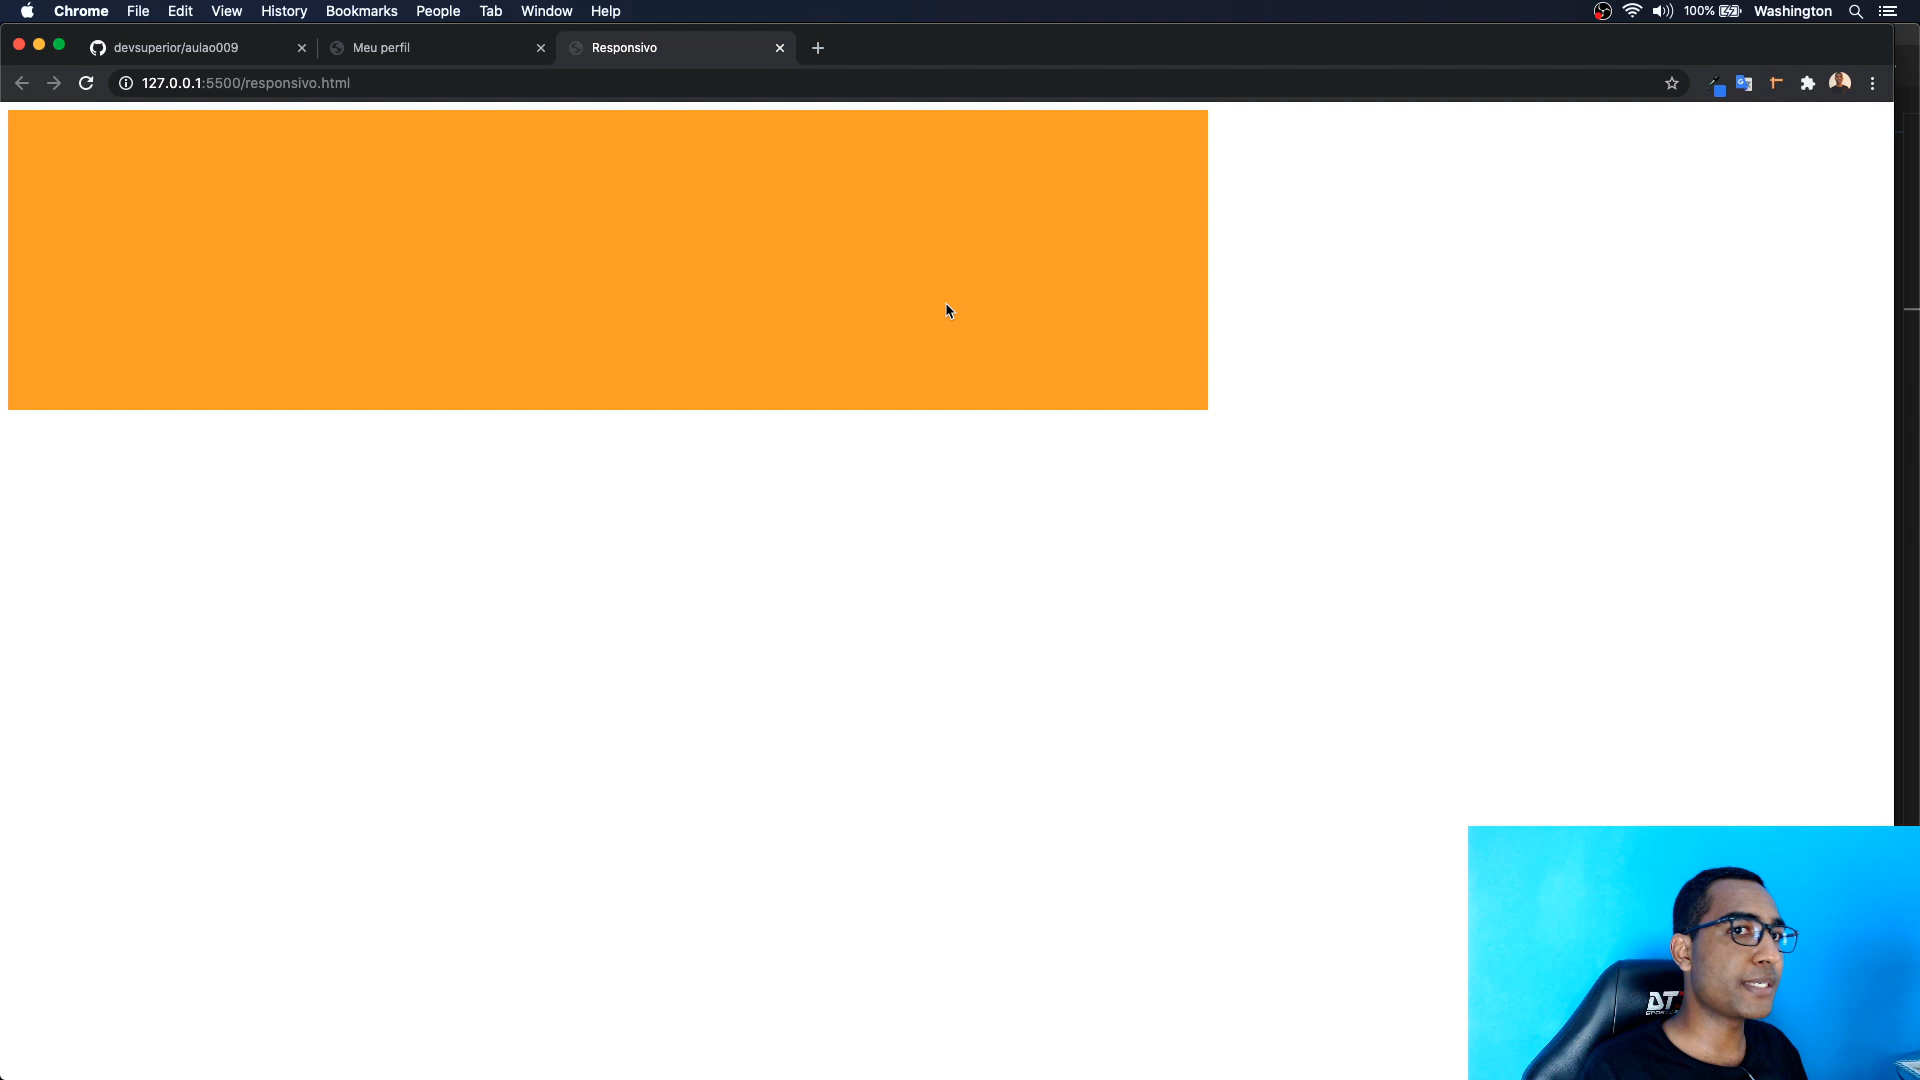 Chrome File Edit View History Bookmarks People Tab Window Help 100% Washington
devsuperior/aulao009 Meu perfil Responsivo
127.0.0.1:5500/responsivo.html
DT